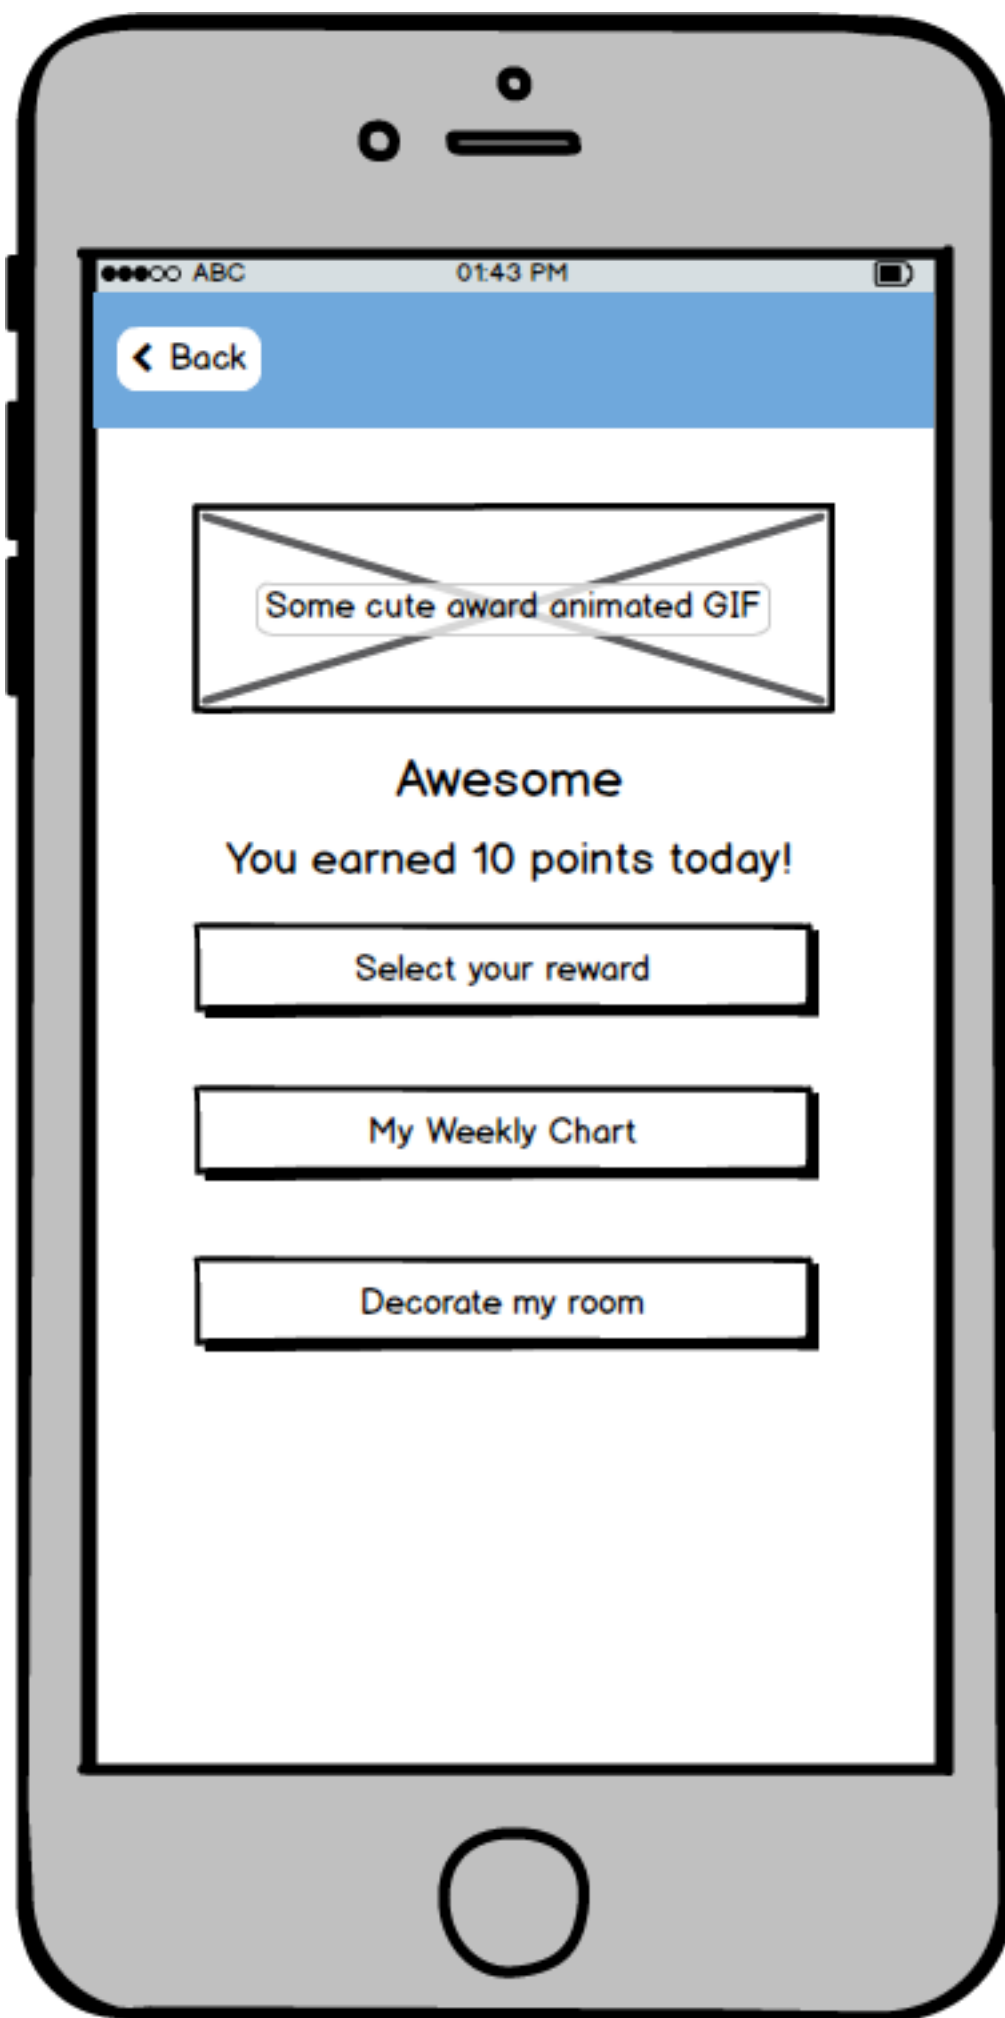 ABC 01:43 PM
Back
Some cute award animated GIF
Awesome
You earned 10 points today!
Select your reward
My Weekly Chart
Decorate my room